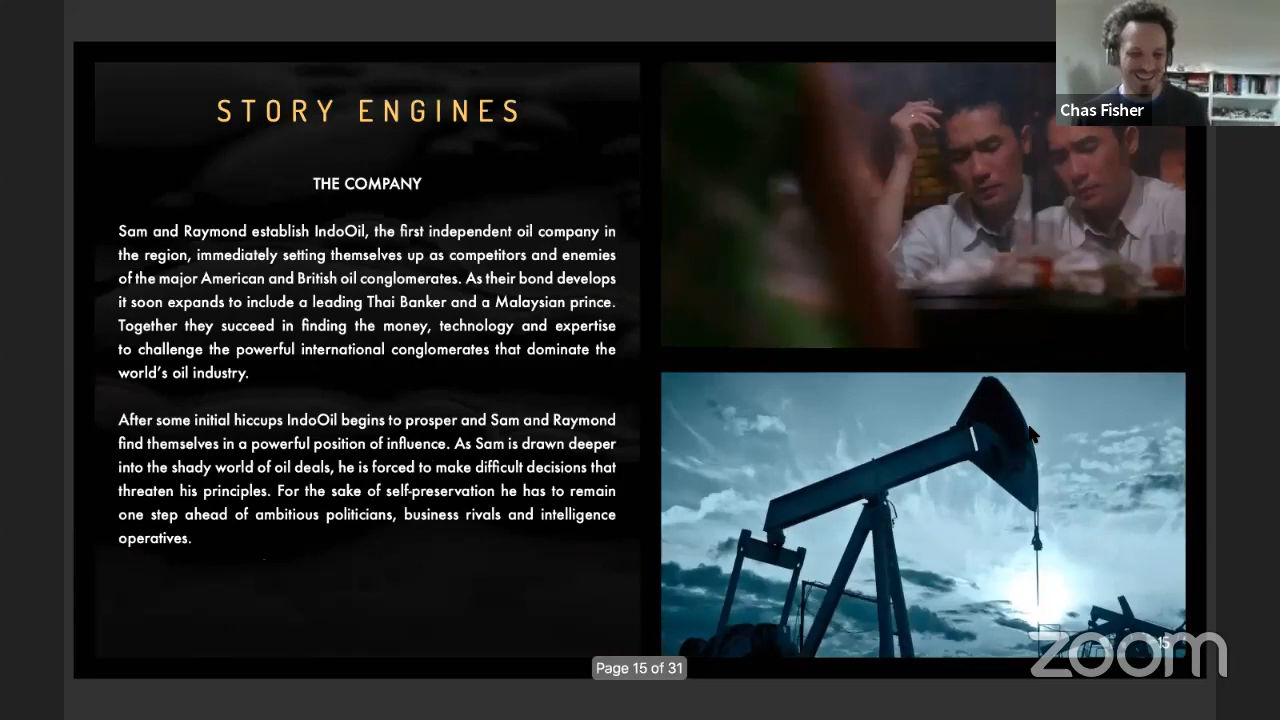 STORY ENGINES
THE COMPANY
Sam and Raymond establish IndoOil, the first independent oil company in
the region, immediately setting themselves up as competitors and enemies
of the major American and British oil conglomerates. As their bond develops
it soon expands to include a leading Thai Banker and a Malaysian prince.
Together they succeed in finding the money, technology and expertise
to challenge the powerful international conglomerates that dominate the
world's oil industry.
After some initial hiccups IndoOil begins to prosper and Sam and Raymond
find themselves in a powerful position of influence. As Sam is drawn deeper
into the shady world of oil deals, he is forced to make difficult decisions that
threaten his principles. For the sake of self-preservation he has to remain
one step ahead of ambitious politicians, business rivals and intelligence
operatives.
Chas Fisher
15
zoom
Page 15 of 31